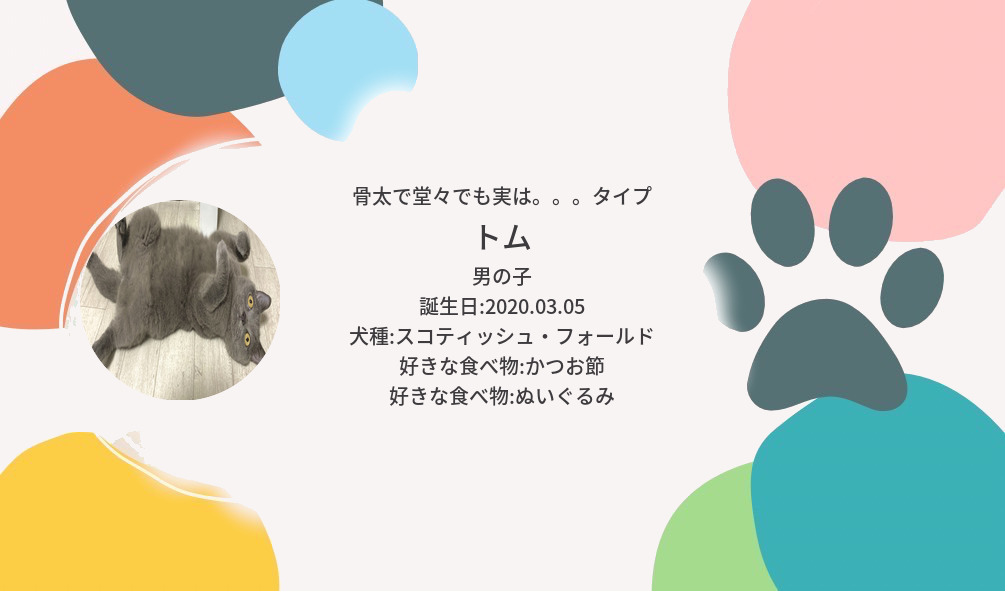 骨太で堂々でも実は。。。タイプ
トム
男の子
誕生日:2020.03.05
犬種:スコティッシュ・フォールド
好きな食べ物:かつお節
好きな食べ物:ぬいぐるみ